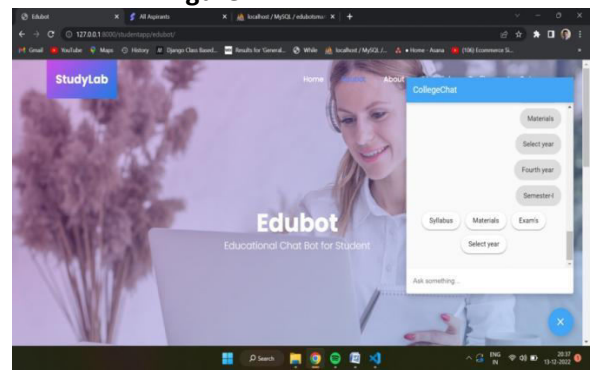 Edubot
All Aspirants
localhost / MySQL / edubotsma
127.0.0.1:8000/studentapp/edubot/
Gmail YouTube Maps History Django Class Based... Results for 'General... While localhost / MySQL /... Home - Asana (106) Ecommerce S...
StudyLab
Home Edubot About
CollegeChat
Materials
Select year
Fourth year
Semester-I
Syllabus Materials Exam's
Select year
Edubot
Educational Chat Bot for Student
Ask something...
Search
ENG
IN
20:37
13-12-2022